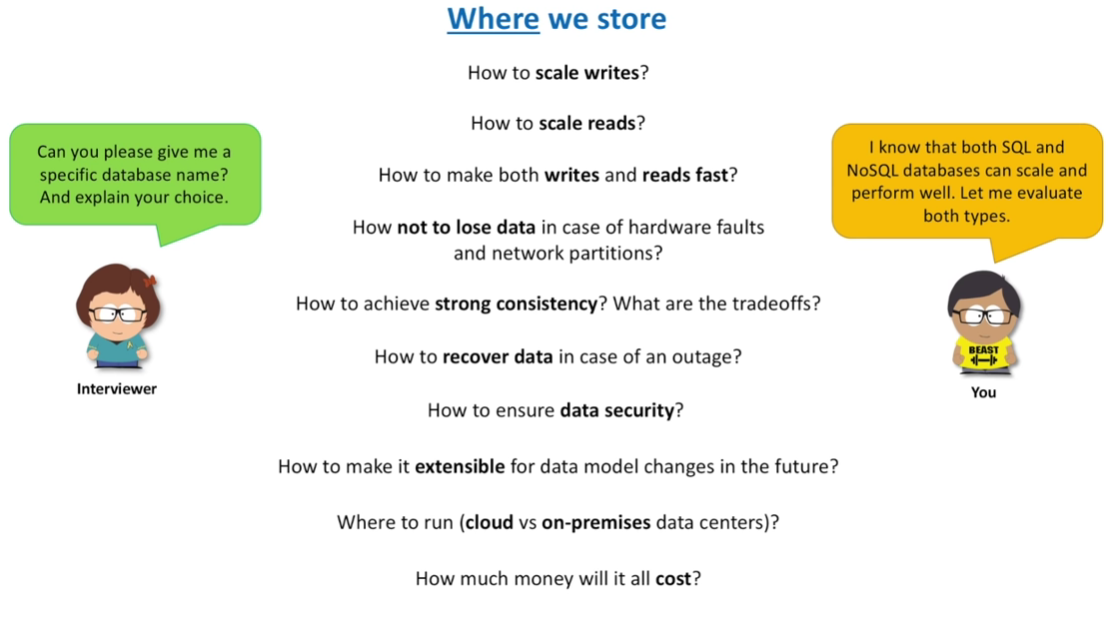 Where we store
How to scale writes?
How to scale reads?
Can you please give me a
specific database name?
And explain your choice.
I know that both SQL and
NoSQL databases can scale and
perform well. Let me evaluate
both types.
How to make both writes and reads fast?
How not to lose data in case of hardware faults
and network partitions?
How to achieve strong consistency? What are the tradeoffs?
How to recover data in case of an outage?
BEAST
Interviewer
You
How to ensure data security?
How to make it extensible for data model changes in the future?
Where to run (cloud vs on-premises data centers)?
How much money will it all cost?